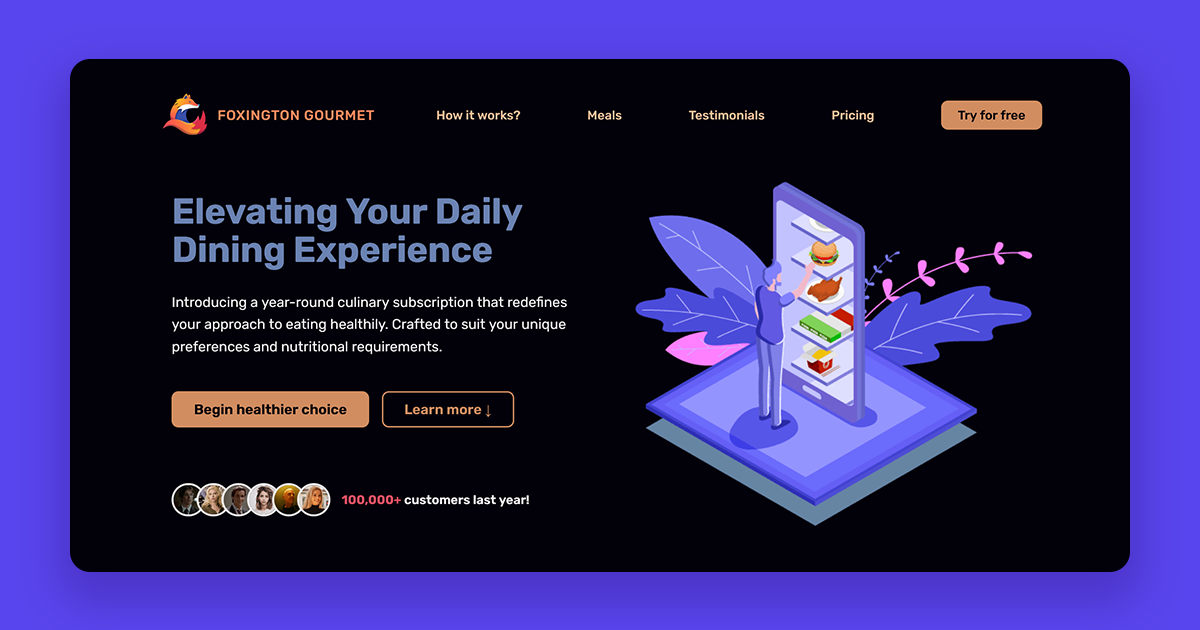 FOXINGTON GOURMET
How it works?
Meals
Testimonials
Pricing
Try for free
Elevating Your Daily
Dining Experience
Introducing a year-round culinary subscription that redefines
your approach to eating healthily. Crafted to suit your unique
preferences and nutritional requirements.
Begin healthier choice
Learn more ↓
100,000+ customers last year!